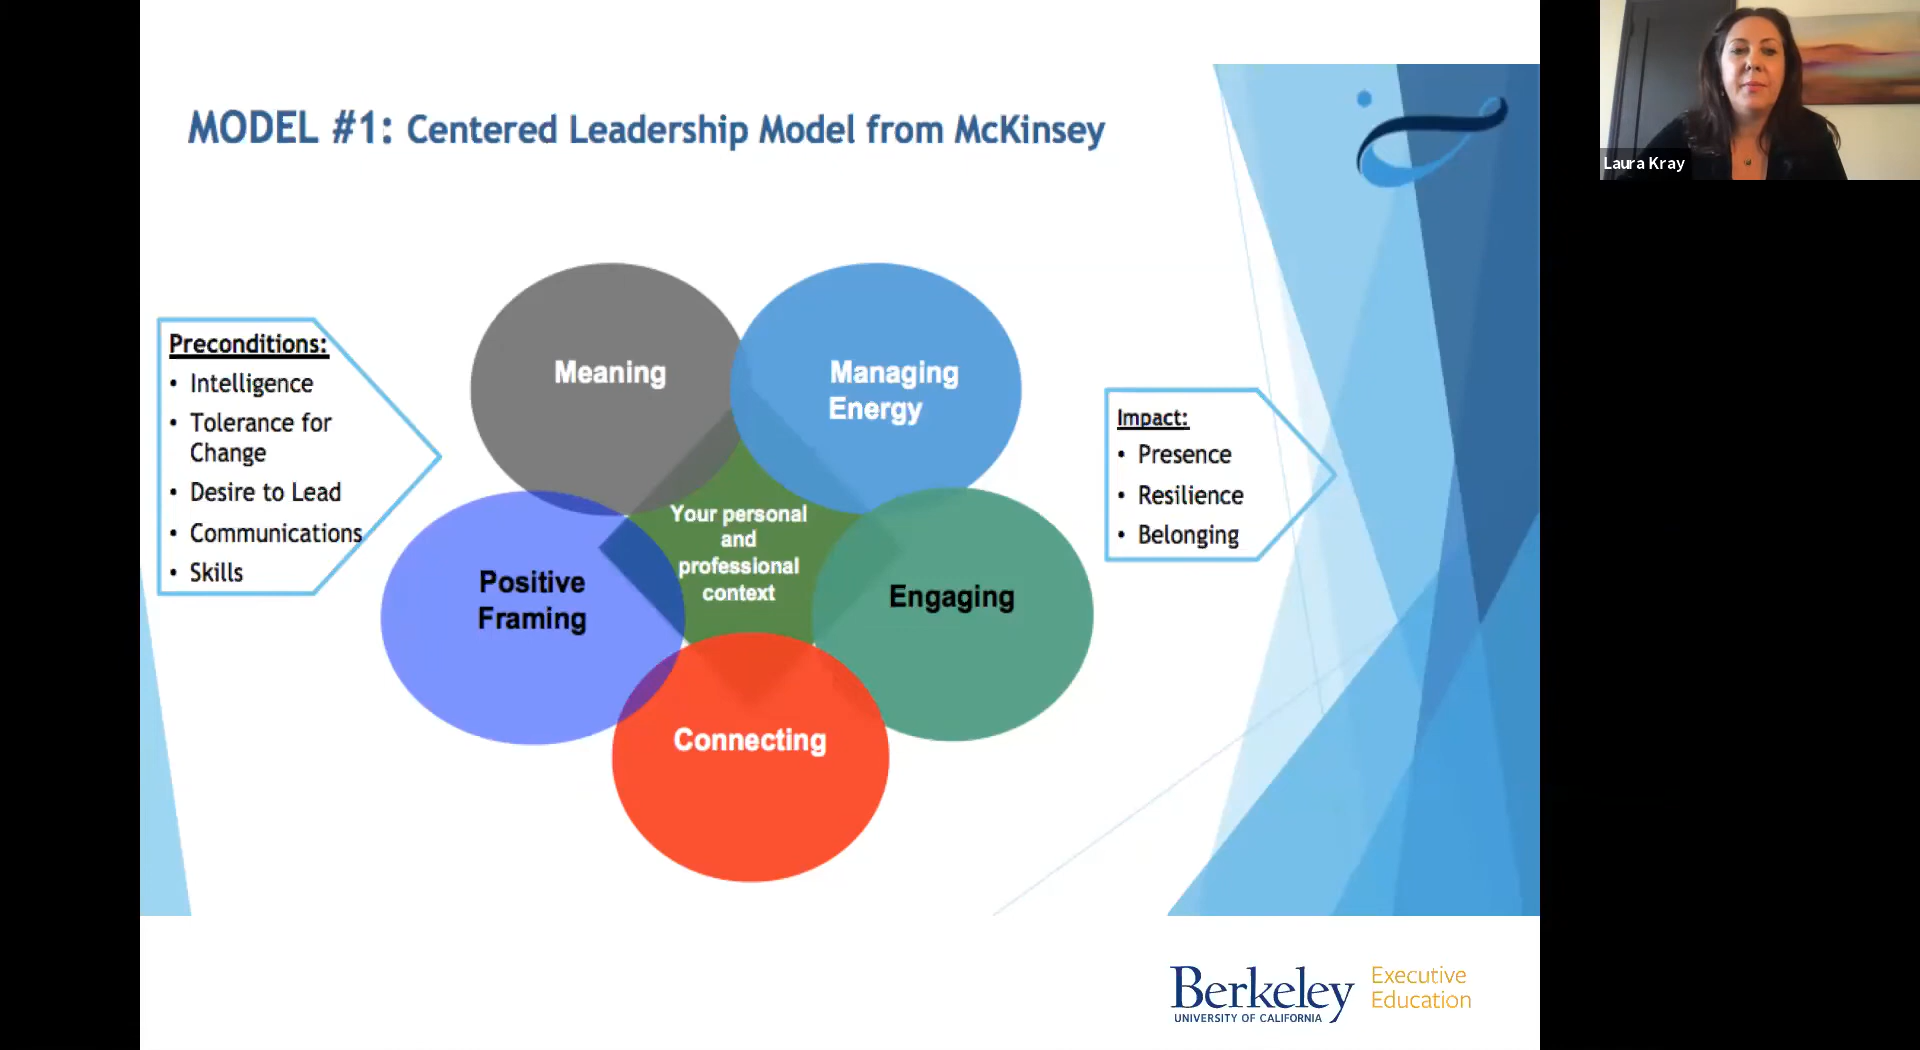 MODEL #1: Centered Leadership Model from McKinsey
Laura Kray
Preconditions:
• Intelligence
• Tolerance for
Change
• Desire to Lead
• Communications
• Skills
Meaning
Managing
Energy
Your personal
and
professional
context
Positive
Framing
Engaging
Connecting
Impact:
• Presence
• Resilience
• Belonging
Berkeley
UNIVERSITY OF CALIFORNIA
Executive
Education